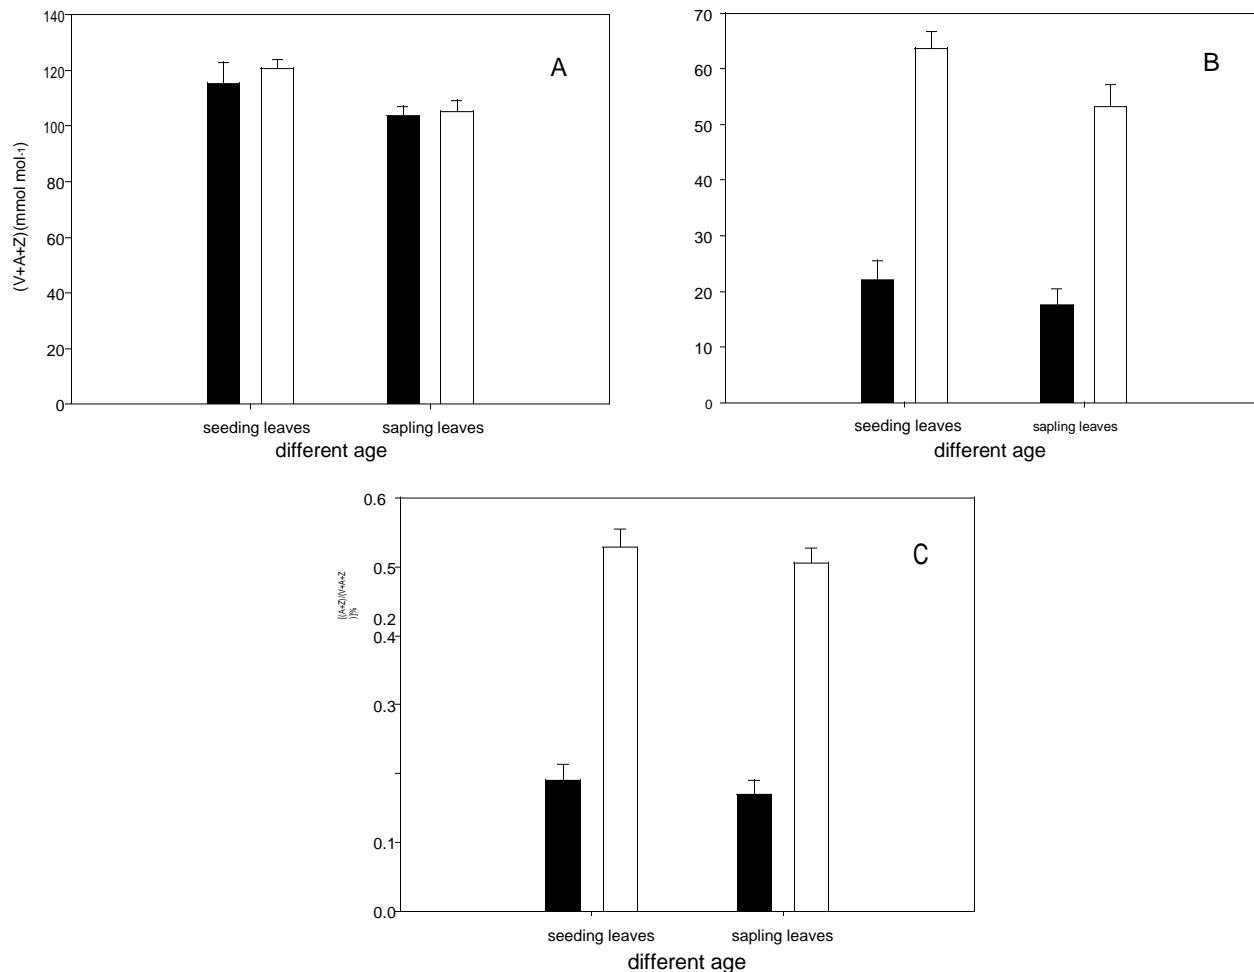 140
120
100
80
60
40
20
0
(V+A+Z)(mmol mol-1)
A
seeding leaves
sapling leaves
different age
70
60
50
40
30
20
10
0
B
seeding leaves
sapling leaves
different age
0.6
0.5
0.2
0.4
0.3
0.1
0.0
[(A+Z)/(V+A+Z
)]%
C
seeding leaves
sapling leaves
different age